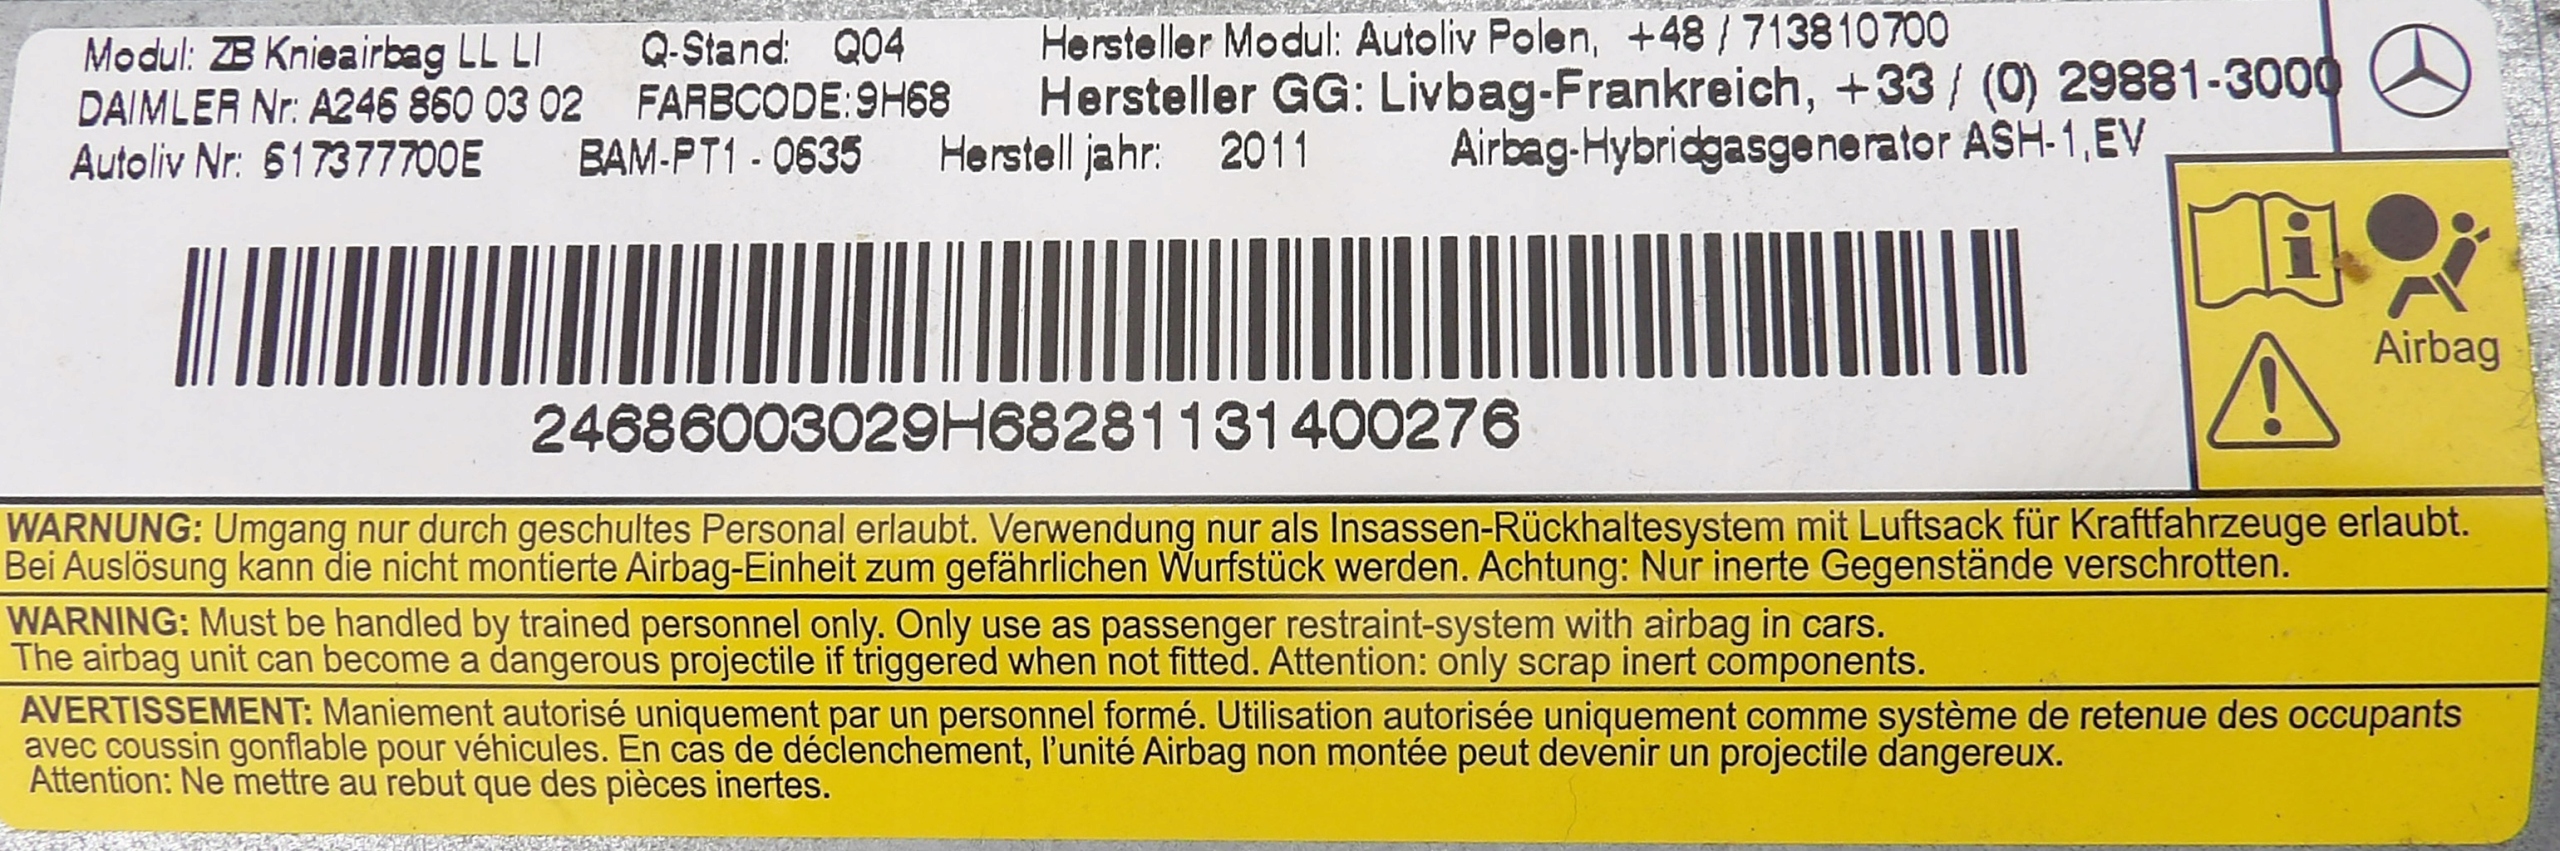 Modul: ZB Knieairbag LL LI Q-Stand: Q04 Hersteller Modul: Autoliv Polen, +48 / 713810700
DAIMLER Nr: A246 860 03 02 FARBCODE:9H68 Hersteller GG: Livbag-Frankreich, +33 / (0) 29881-3000
Autoliv Nr: 617377700E BAM-PT1 - 0635 Herstell jahr: 2011 Airbag-Hybridgasgenerator ASH-1,EV
Airbag
24686003029H68281131400276
WARNUNG: Umgang nur durch geschultes Personal erlaubt. Verwendung nur als Insassen-Rückhaltesystem mit Luftsack für Kraftfahrzeuge erlaubt.
Bei Auslösung kann die nicht montierte Airbag-Einheit zum gefährlichen Wurfstück werden. Achtung: Nur inerte Gegenstände verschrotten.
WARNING: Must be handled by trained personnel only. Only use as passenger restraint-system with airbag in cars.
The airbag unit can become a dangerous projectile if triggered when not fitted. Attention: only scrap inert components.
AVERTISSEMENT: Maniement autorisé uniquement par un personnel formé. Utilisation autorisée uniquement comme système de retenue des occupants
avec coussin gonflable pour véhicules. En cas de déclenchement, l'unité Airbag non montée peut devenir un projectile dangereux.
Attention: Ne mettre au rebut que des pièces inertes.